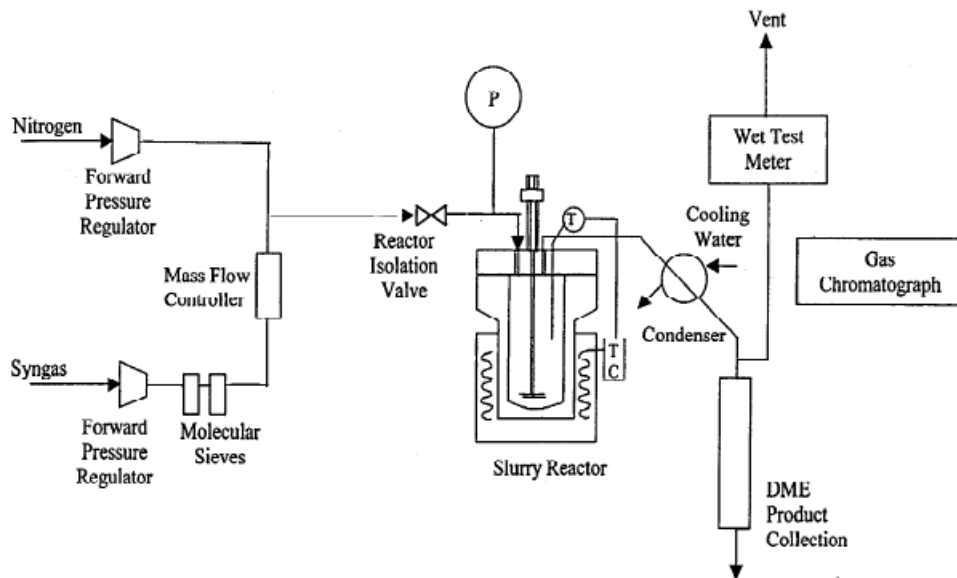 Vent
Nitrogen
Forward
Pressure
Regulator
P
Wet Test
Meter
Reactor
Isolation
Valve
T
Cooling
Water
Gas
Chromatograph
Mass Flow
Controller
Condenser
T
C
Syngas
Forward
Pressure
Regulator
Molecular
Sieves
Slurry Reactor
DME
Product
Collection